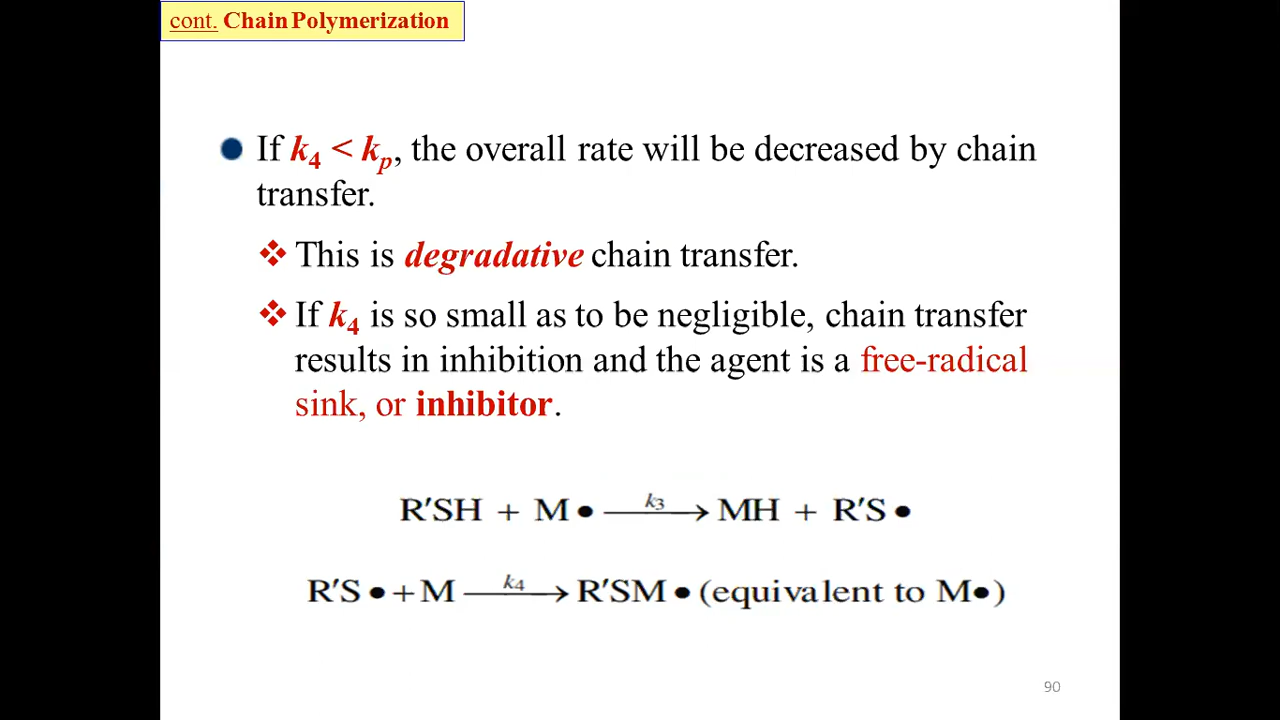 cont. Chain Polymerization
If k₄ < kₚ, the overall rate will be decreased by chain
transfer.
This is degradative chain transfer.
If k₄ is so small as to be negligible, chain transfer
results in inhibition and the agent is a free-radical
sink, or inhibitor.
R′SH + M• —k₃→ MH + R′S•
R′S• + M —k₄→ R′SM• (equivalent to M•)
90